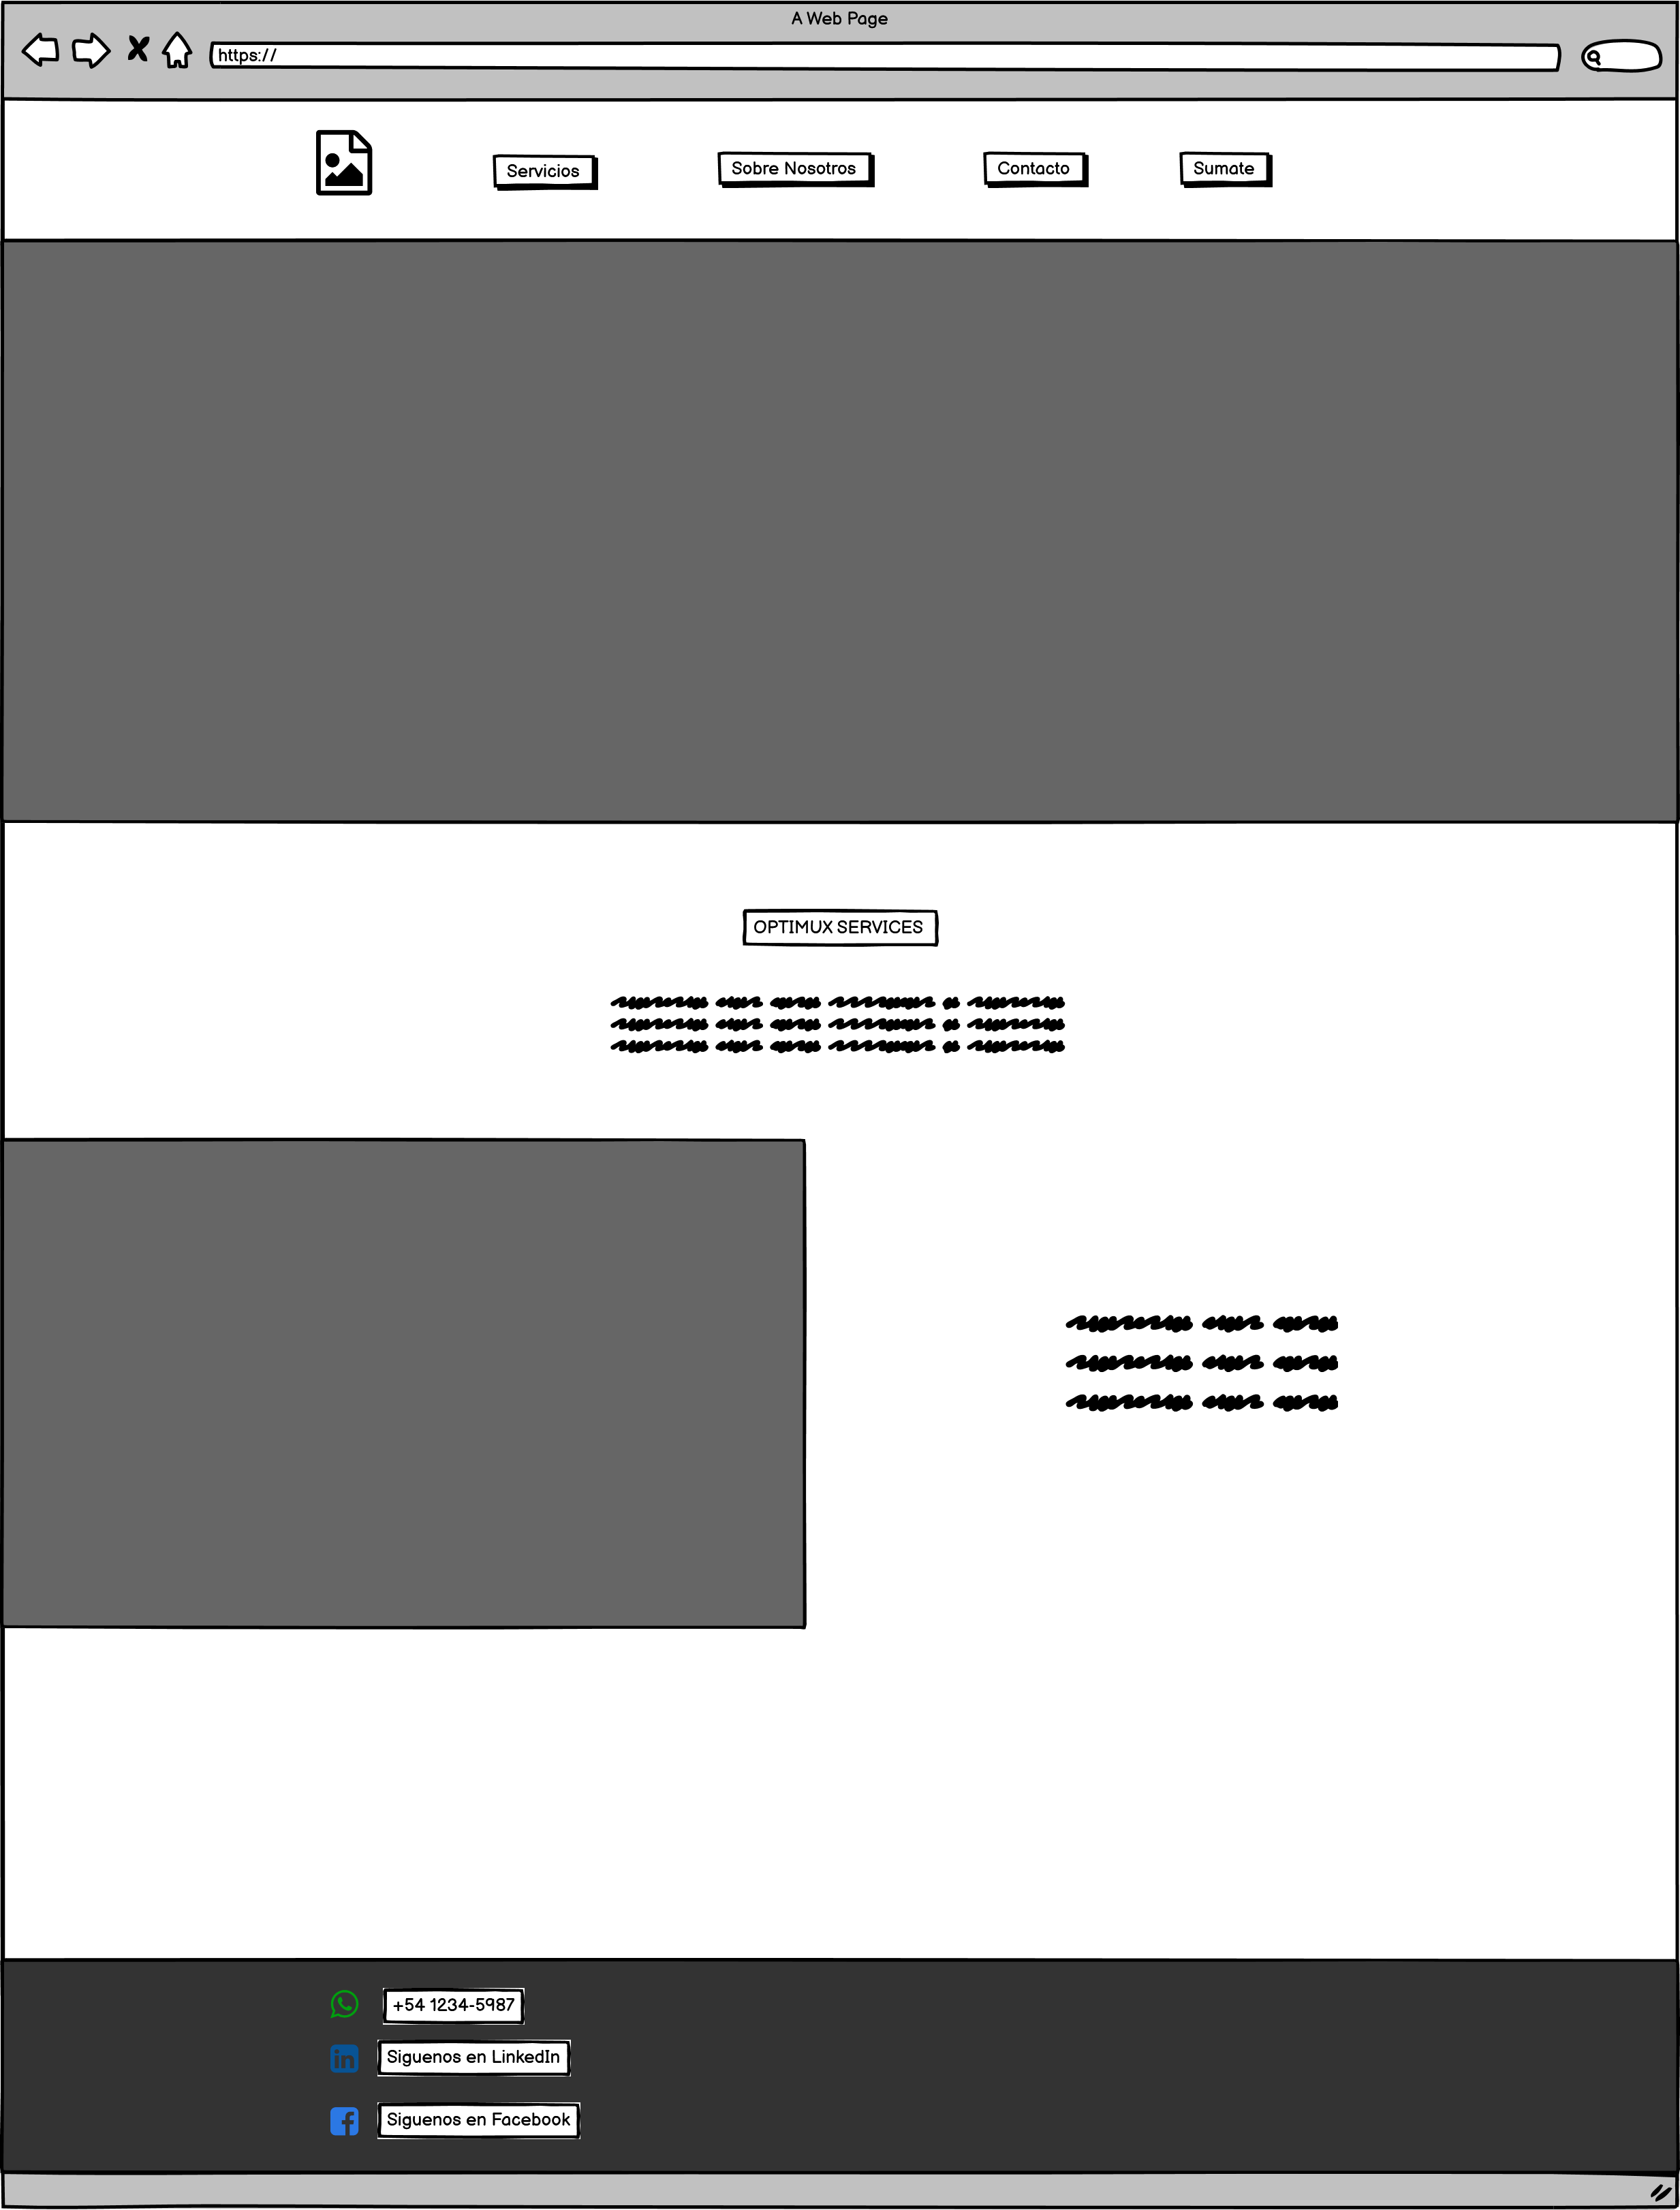 A Web Page
https://
Servicios
Sobre Nosotros
Contacto
Sumate
OPTIMUX SERVICES
+54 1234-5987
Siguenos en LinkedIn
Siguenos en Facebook